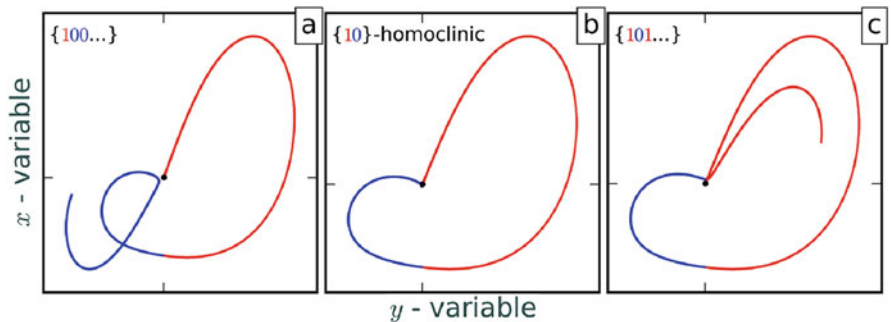 {100...}
a
{10}-homoclinic
b
{101...}
c
x - variable
y - variable